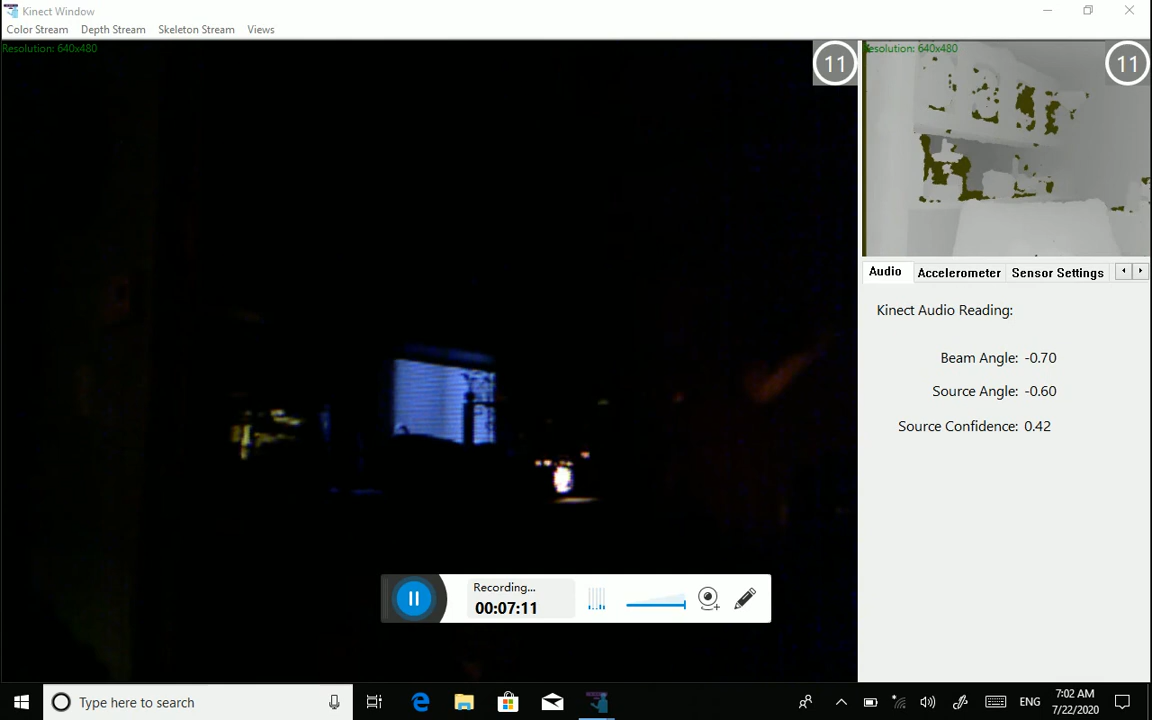 Kinect Window
Color Stream Depth Stream Skeleton Stream Views
Resolution: 640x480
11
esolution: 640x480
11
Audio Accelerometer Sensor Settings
Kinect Audio Reading:
Beam Angle: -0.70
Source Angle: -0.60
Source Confidence: 0.42
Recording...
00:07:11
Type here to search
ENG
7:02 AM
7/22/2020